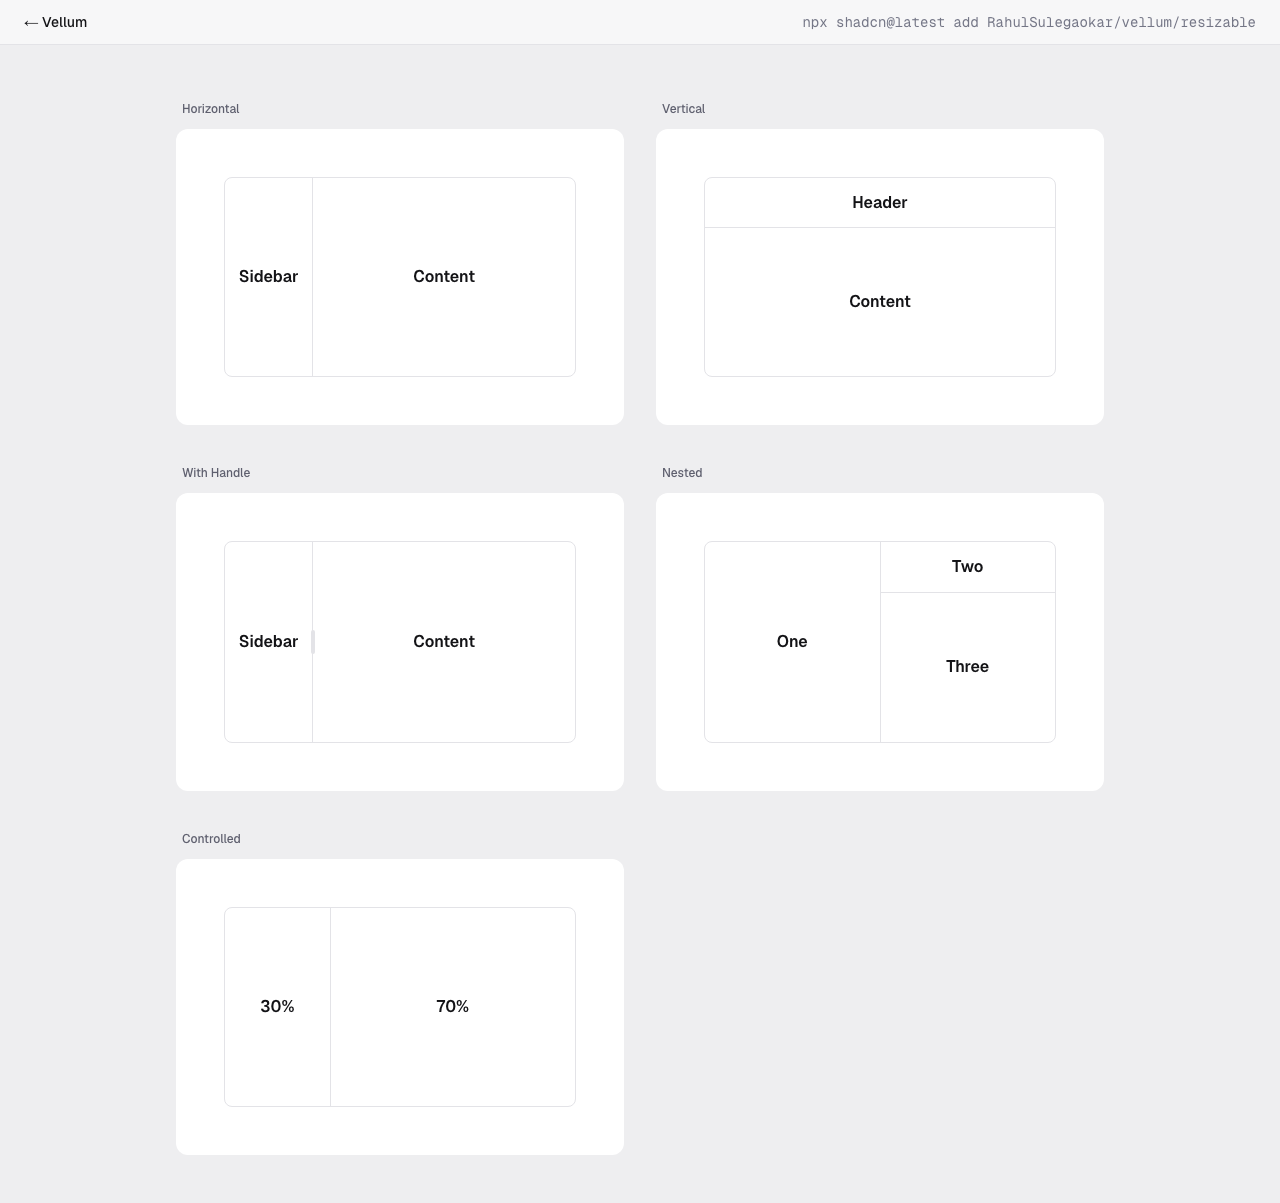 ← Vellum
npx shadcn@latest add RahulSulegaokar/vellum/resizable
Horizontal
Sidebar
Content
Vertical
Header
Content
With Handle
Sidebar
Content
Nested
One
Two
Three
Controlled
30%
70%